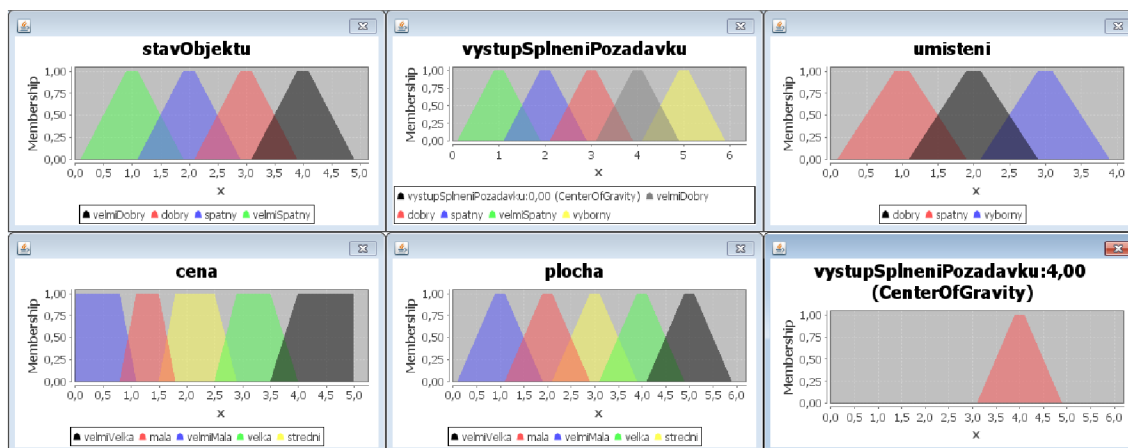 stavObjektu
Membership
1,00
0,75
0,50
0,25
0,00
0,0 0,5 1,0 1,5 2,0 2,5 3,0 3,5 4,0 4,5 5,0
x
velmiDobry dobry spatny velmiSpatny
vystupSplneniPozadavku
Membership
1,00
0,75
0,50
0,25
0,00
0 1 2 3 4 5 6
x
vystupSplneniPozadavku:0,00 (CenterOfGravity) velmiDobry
dobry spatny velmiSpatny vyborny
umisteni
Membership
1,00
0,75
0,50
0,25
0,00
0,0 0,5 1,0 1,5 2,0 2,5 3,0 3,5 4,0
x
dobry spatny vyborny
cena
Membership
1,00
0,75
0,50
0,25
0,00
0,0 0,5 1,0 1,5 2,0 2,5 3,0 3,5 4,0 4,5 5,0
x
velmiVelka mala velmiMala velka stredni
plocha
Membership
1,00
0,75
0,50
0,25
0,00
0,0 0,5 1,0 1,5 2,0 2,5 3,0 3,5 4,0 4,5 5,0 5,5 6,0
x
velmiVelka mala velmiMala velka stredni
vystupSplneniPozadavku:4,00
(CenterOfGravity)
Membership
1,00
0,75
0,50
0,25
0,00
0,0 0,5 1,0 1,5 2,0 2,5 3,0 3,5 4,0 4,5 5,0 5,5 6,0
x